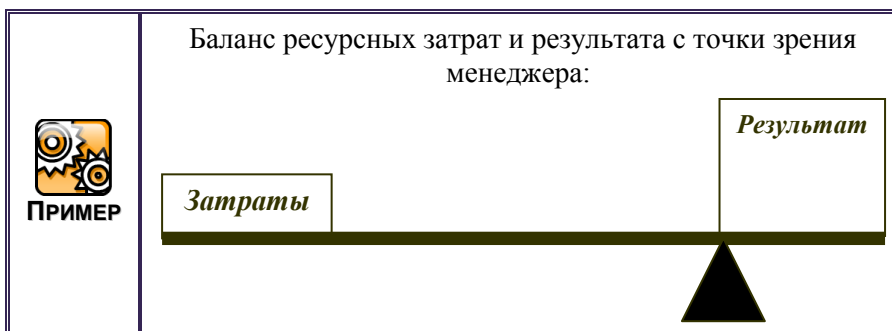 Баланс ресурсных затрат и результата с точки зрения
менеджера:
Результат
Затраты
ПРИМЕР